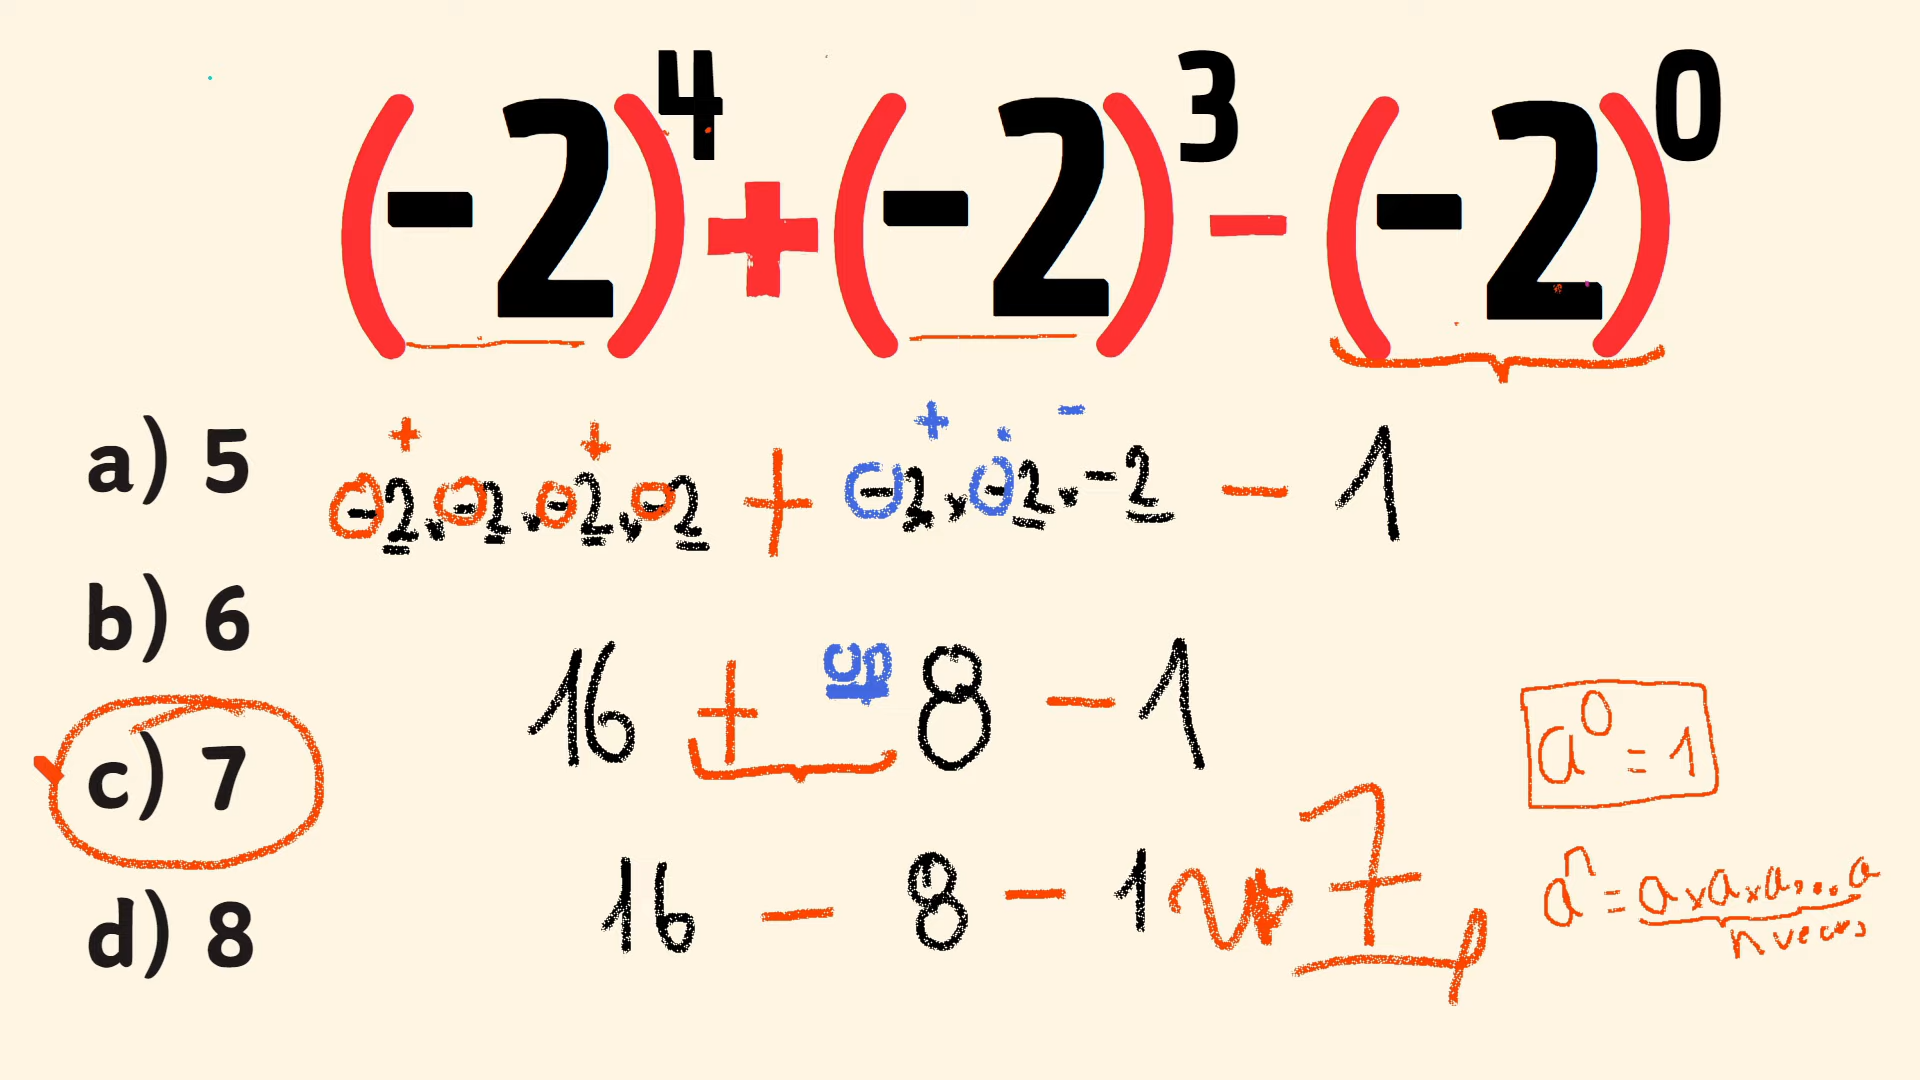 (-2)⁴+(-2)³-(-2)⁰
a) 5
+ + + -
-2.-2.-2.-2 + -2.-2.-2 - 1
b) 6
16 + 8 - 1
a⁰ = 1
c) 7
16 - 8 - 1 7
aⁿ = a x a x a... a
n veces
d) 8